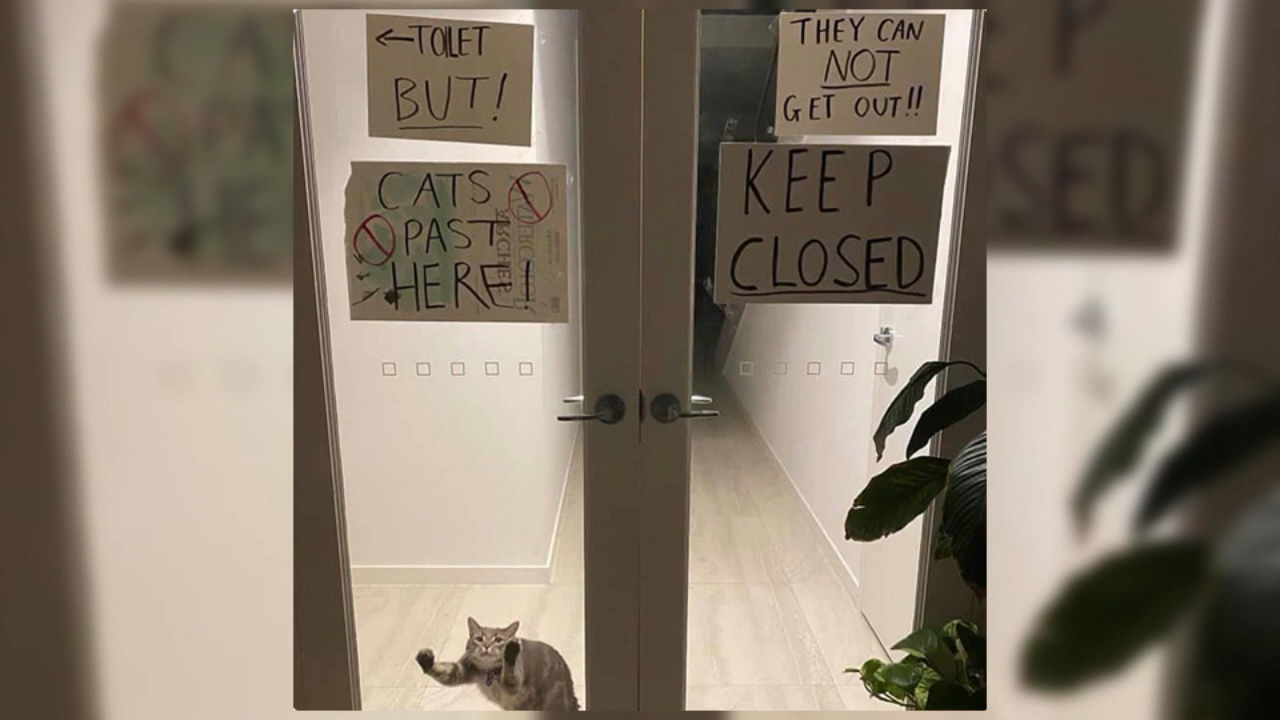 ←TOILET
BUT!
CATS
PAST
HERE!
THEY CAN
NOT
GET OUT!!
KEEP
CLOSED